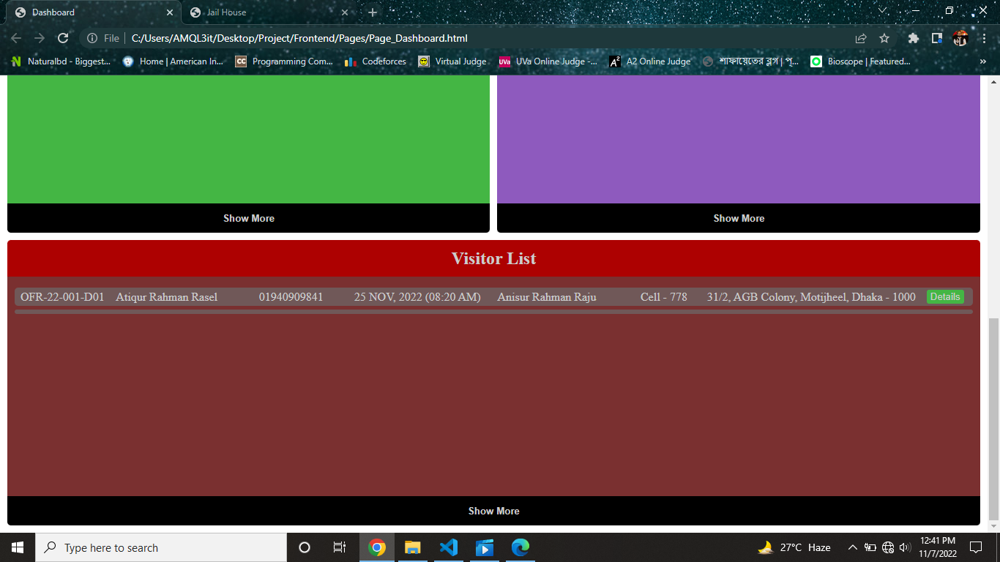 Dashboard
Jail House
File
C:/Users/AMQL3it/Desktop/Project/Frontend/Pages/Page_Dashboard.html
Naturalbd - Biggest...
Home | American In...
CC
Programming Com...
Codeforces
Virtual Judge
UVa
UVa Online Judge -...
A2
A2 Online Judge
শাফায়েতের ব্লগ | প্...
Bioscope | Featured...
»
Show More
Show More
Visitor List
OFR-22-001-D01 Atiqur Rahman Rasel 01940909841 25 NOV, 2022 (08:20 AM) Anisur Rahman Raju Cell - 778 31/2, AGB Colony, Motijheel, Dhaka - 1000 Details
Show More
Type here to search
27°C Haze
12:41 PM
11/7/2022